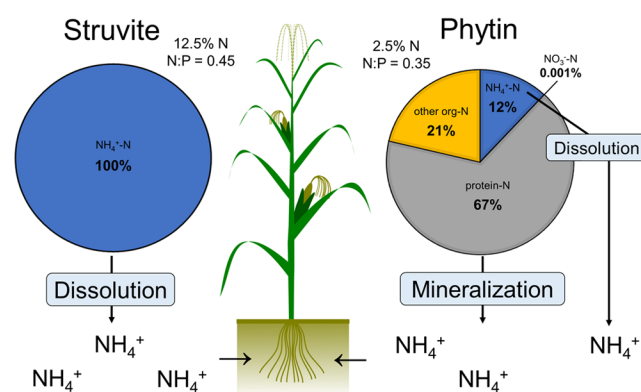 Struvite
12.5% N
N:P = 0.45
NH₄⁺-N
100%
Dissolution
NH₄⁺
NH₄⁺
NH₄⁺
Phytin
2.5% N
N:P = 0.35
NO₃⁻-N
0.001%
NH₄⁺-N
12%
other org-N
21%
protein-N
67%
Dissolution
Mineralization
NH₄⁺
NH₄⁺
NH₄⁺